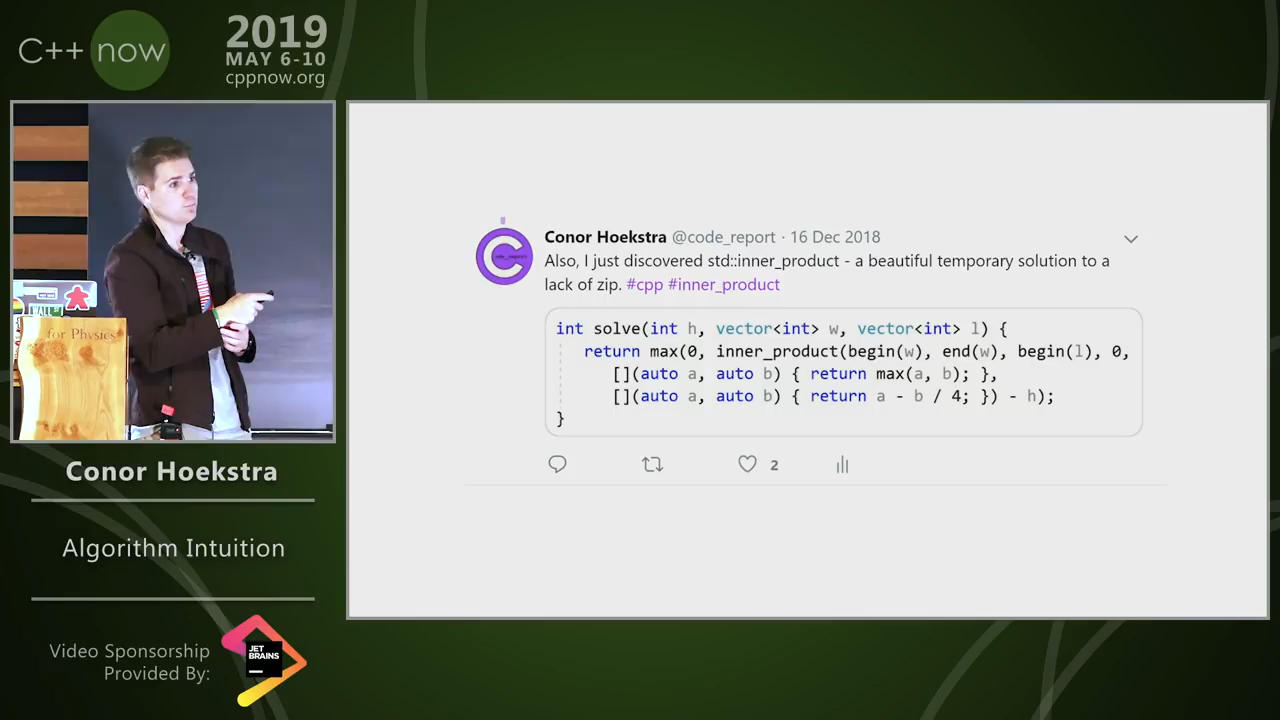 C++ now
2019
MAY 6-10
cppnow.org
for Physics
Conor Hoekstra
Algorithm Intuition
Video Sponsorship
Provided By:
JET
BRAINS
Conor Hoekstra @code_report · 16 Dec 2018
Also, I just discovered std::inner_product - a beautiful temporary solution to a
lack of zip. #cpp #inner_product
int solve(int h, vector<int> w, vector<int> l) {
return max(0, inner_product(begin(w), end(w), begin(l), 0,
[](auto a, auto b) { return max(a, b); },
[](auto a, auto b) { return a - b / 4; }) - h);
}
2